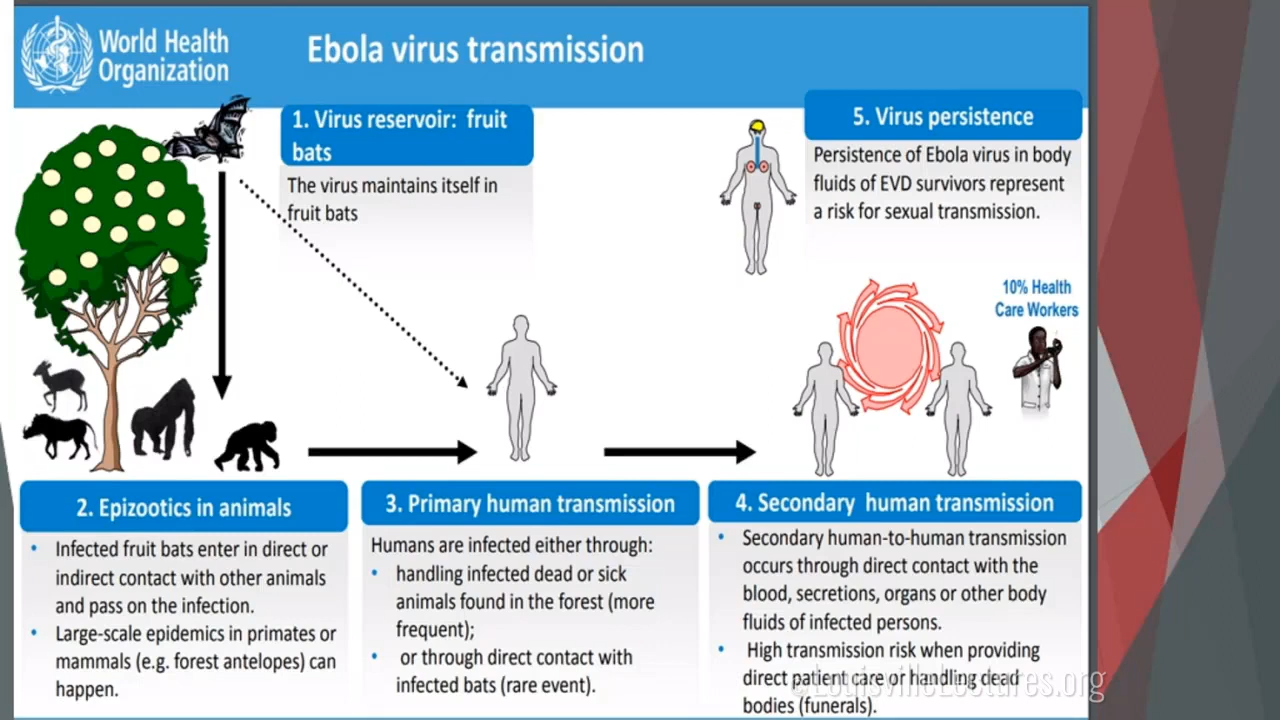 World Health
Organization
Ebola virus transmission
1. Virus reservoir: fruit
bats
The virus maintains itself in
fruit bats
5. Virus persistence
Persistence of Ebola virus in body
fluids of EVD survivors represent
a risk for sexual transmission.
10% Health
Care Workers
2. Epizootics in animals
• Infected fruit bats enter in direct or
indirect contact with other animals
and pass on the infection.
• Large-scale epidemics in primates or
mammals (e.g. forest antelopes) can
happen.
3. Primary human transmission
Humans are infected either through:
• handling infected dead or sick
animals found in the forest (more
frequent);
• or through direct contact with
infected bats (rare event).
4. Secondary human transmission
• Secondary human-to-human transmission
occurs through direct contact with the
blood, secretions, organs or other body
fluids of infected persons.
• High transmission risk when providing
direct patient care or handling dead
bodies (funerals).
©LouisvilleLectures.org